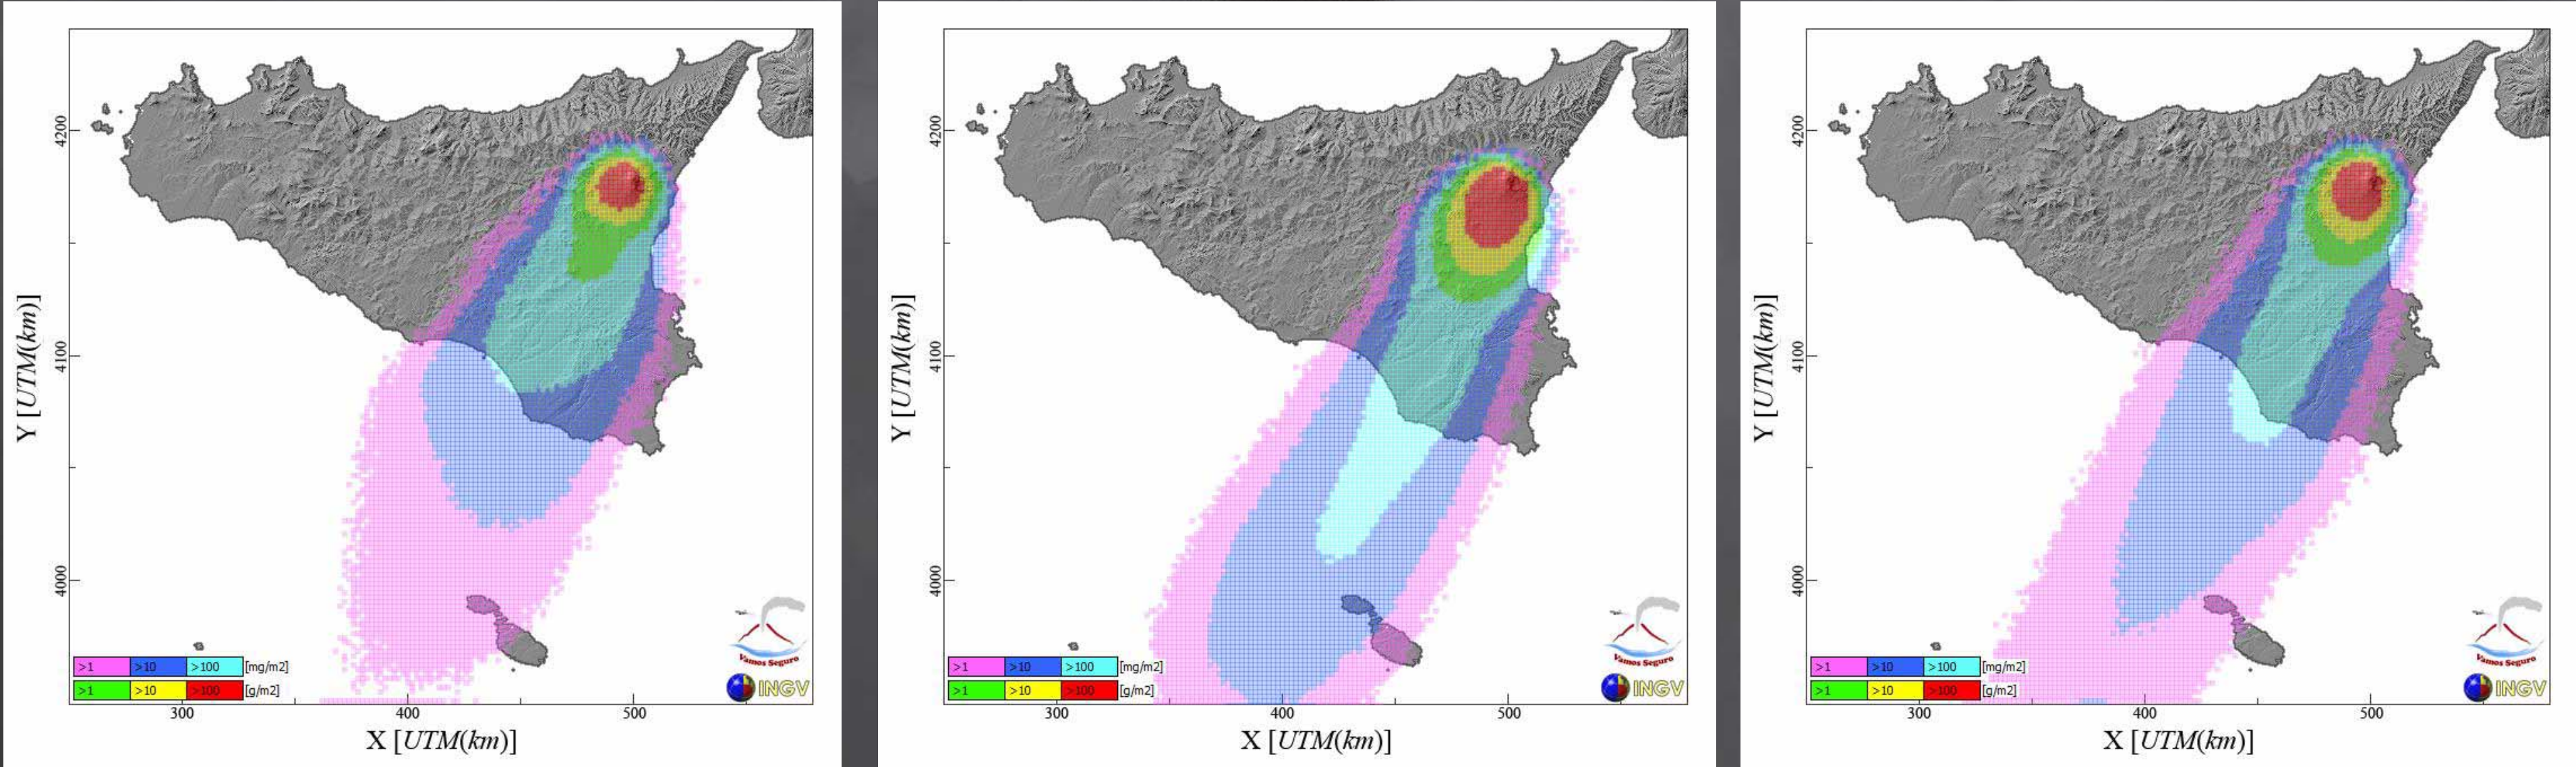 4200
4100
4000
Y [UTM(km)]
>1 >10 >100 [mg/m2]
>1 >10 >100 [g/m2]
Vamos Seguro
INGV
300 400 500
X [UTM(km)]
4200
4100
4000
Y [UTM(km)]
>1 >10 >100 [mg/m2]
>1 >10 >100 [g/m2]
Vamos Seguro
INGV
300 400 500
X [UTM(km)]
4200
4100
4000
Y [UTM(km)]
>1 >10 >100 [mg/m2]
>1 >10 >100 [g/m2]
Vamos Seguro
INGV
300 400 500
X [UTM(km)]